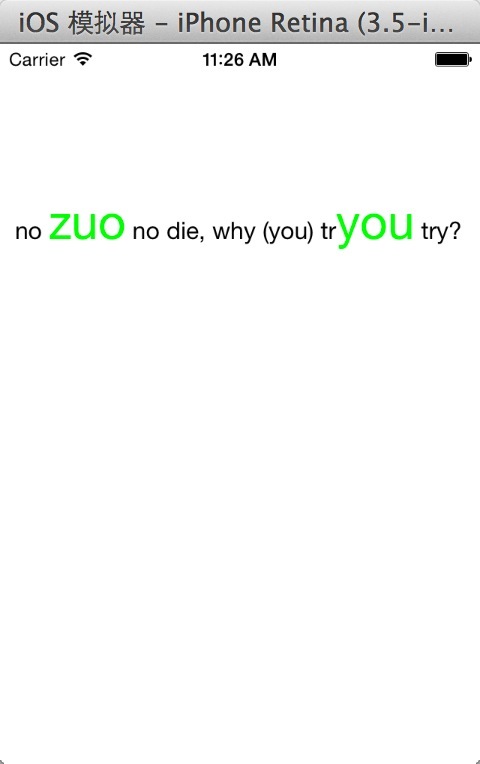 iOS 模拟器 – iPhone Retina (3.5-i...
Carrier 11:26 AM
no zuo no die, why (you) tryou try?